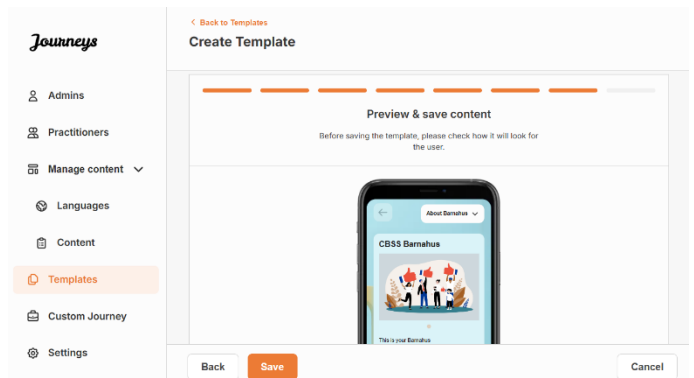 Journeys
Admins
Practitioners
Manage content
Languages
Content
Templates
Custom Journey
Settings
Back to Templates
Create Template
Preview & save content
Before saving the template, please check how it will look for
the user.
About Barnahus
CBSS Barnahus
This is your Barnahus
Back
Save
Cancel